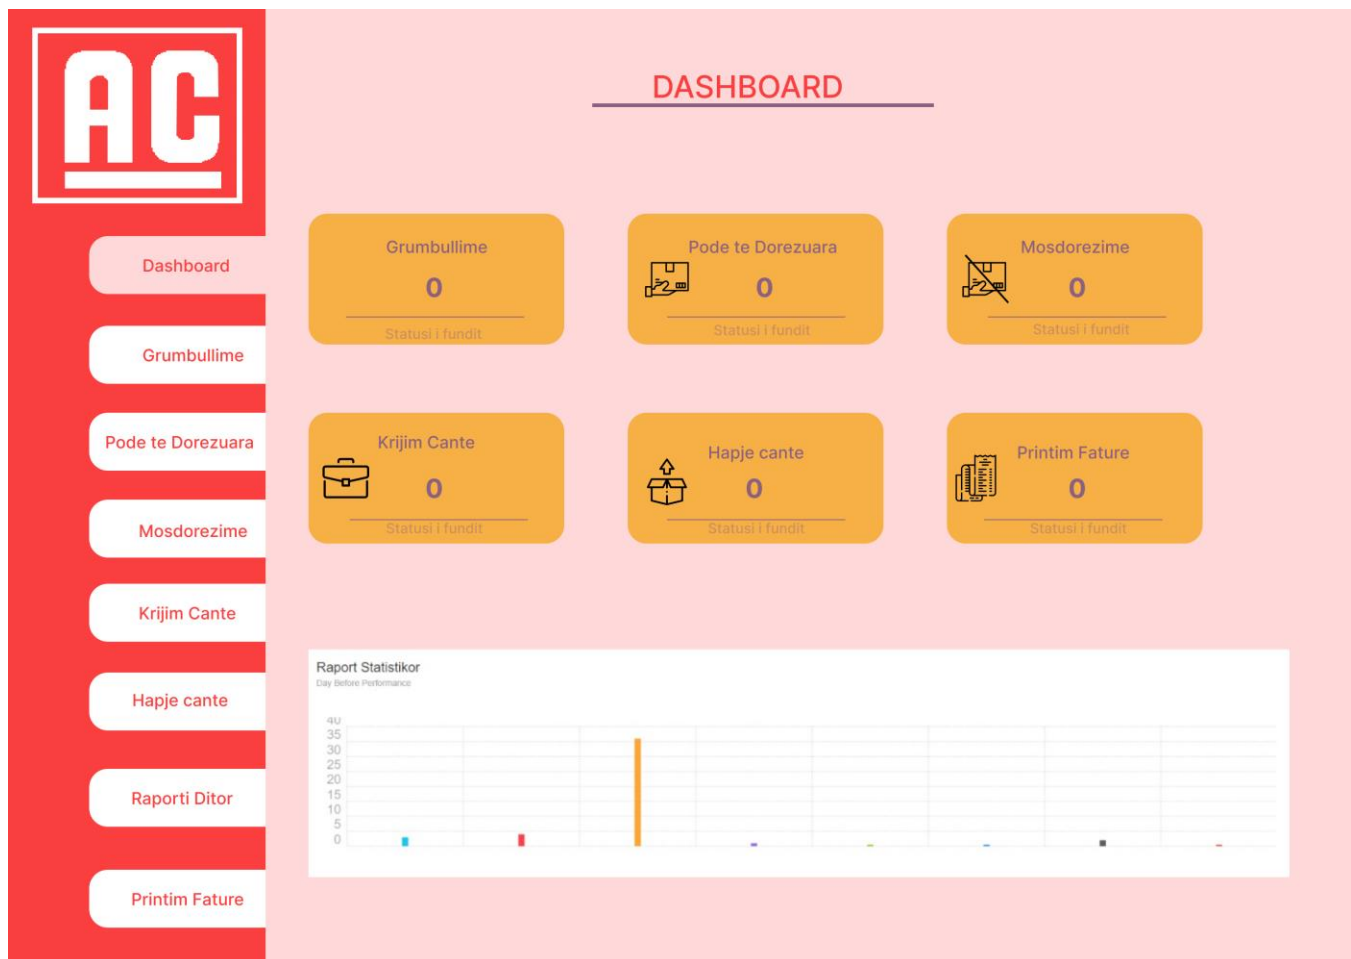 AC
DASHBOARD
Dashboard
Grumbullime
Pode te Dorezuara
Mosdorezime
Krijim Cante
Hapje cante
Raporti Ditor
Printim Fature
Grumbullime
0
Statusi i fundit
Pode te Dorezuara
0
Statusi i fundit
Mosdorezime
0
Statusi i fundit
Krijim Cante
0
Statusi i fundit
Hapje cante
0
Statusi i fundit
Printim Fature
0
Statusi i fundit
Raport Statistikor
Day Before Performance
40
35
30
25
20
15
10
5
0